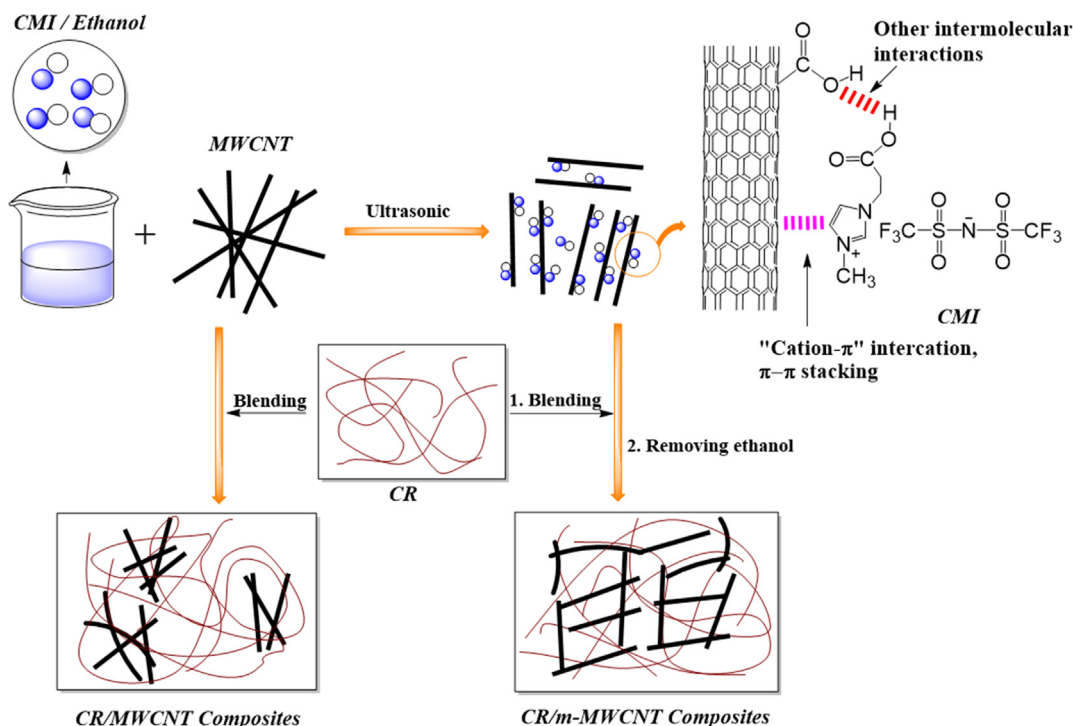 CMI / Ethanol
MWCNT
+
Ultrasonic
Other intermolecular
interactions
O
C
O
H
H
O
O
N
N
+
CH3
O
O
F3C
S
N
-
S
CF3
O
O
CMI
"Cation-π" intercation,
π–π stacking
Blending
1. Blending
2. Removing ethanol
CR
CR/MWCNT Composites
CR/m-MWCNT Composites